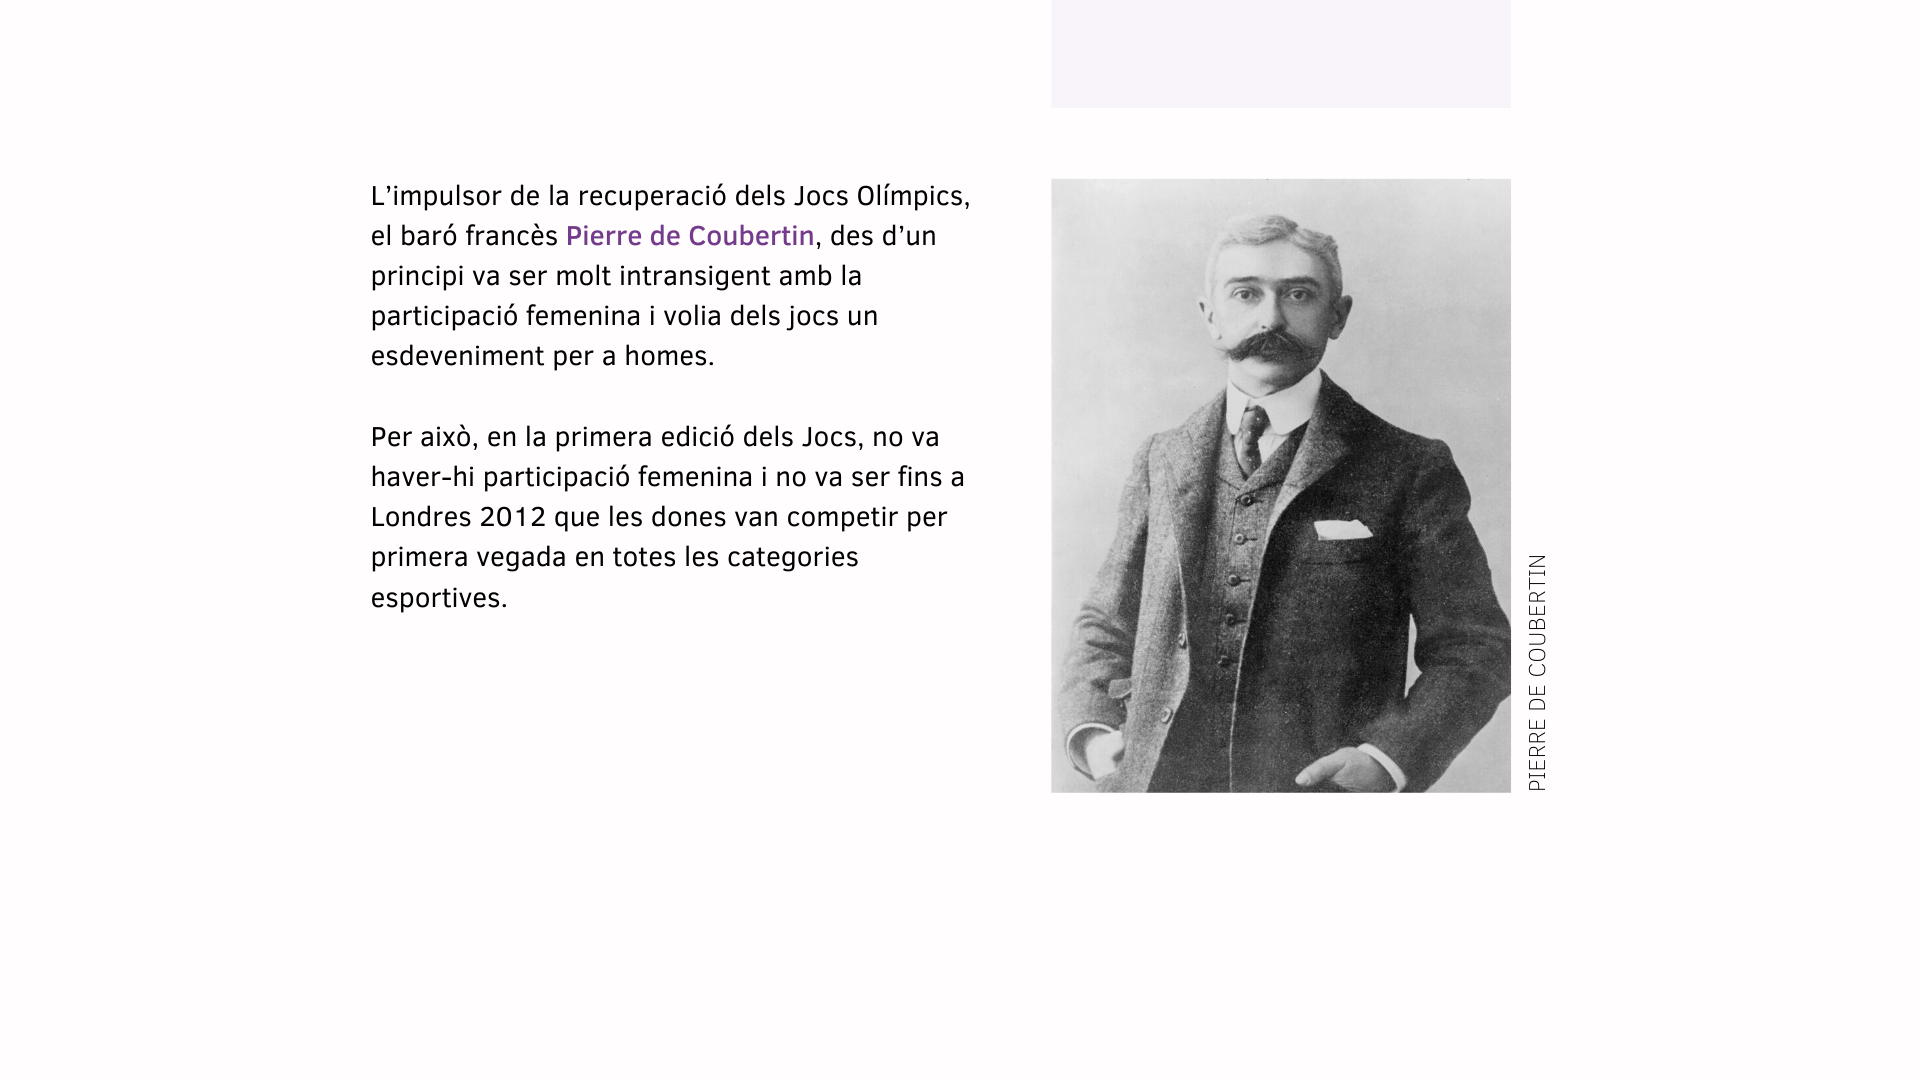 L’impulsor de la recuperació dels Jocs Olímpics,
el baró francès Pierre de Coubertin, des d’un
principi va ser molt intransigent amb la
participació femenina i volia dels jocs un
esdeveniment per a homes.
Per això, en la primera edició dels Jocs, no va
haver-hi participació femenina i no va ser fins a
Londres 2012 que les dones van competir per
primera vegada en totes les categories
esportives.
PIERRE DE COUBERTIN